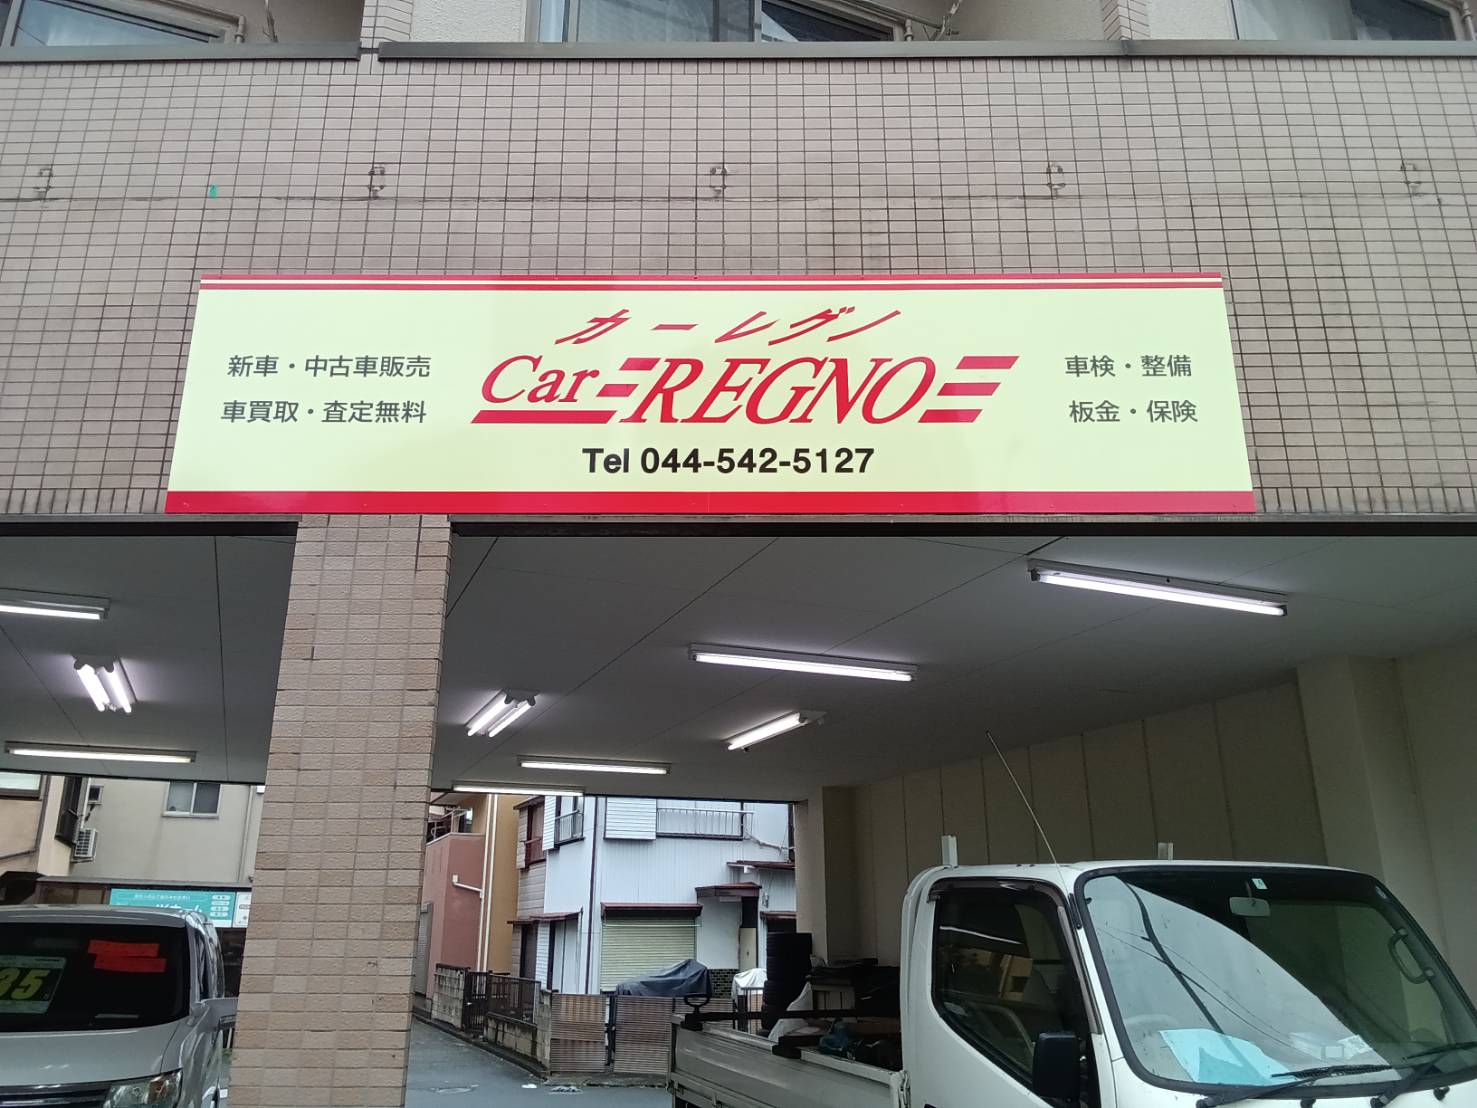 カーレグノ
Car REGNO
新車・中古車販売
車買取・査定無料
車検・整備
板金・保険
Tel 044-542-5127